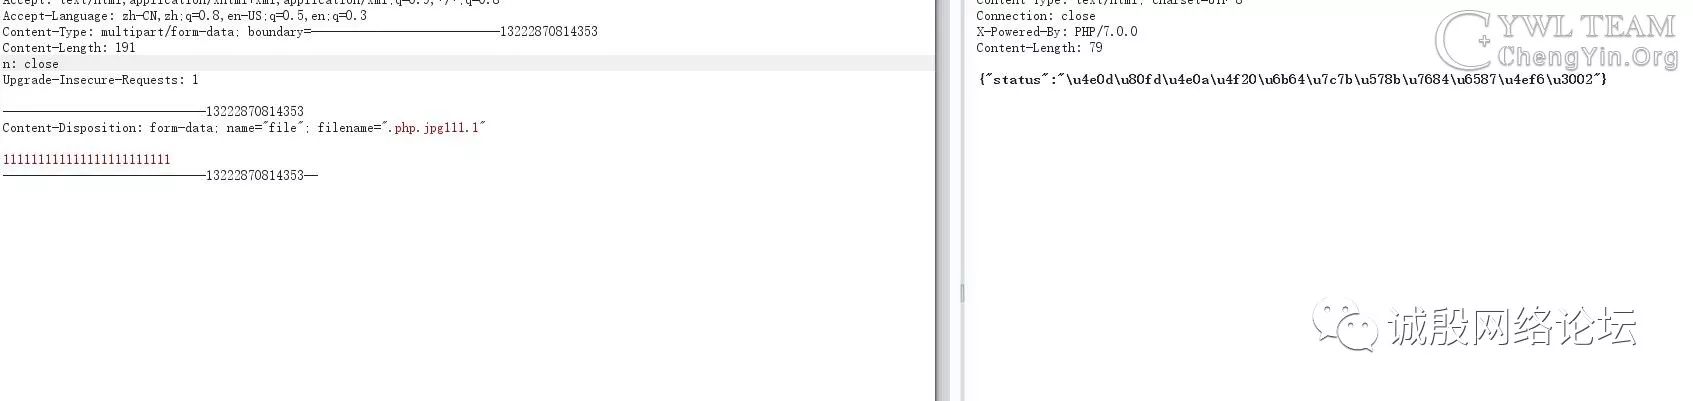 Accept: text/html,application/xhtml+xml,application/xml;q=0.9,*/*;q=0.8
Accept-Language: zh-CN,zh;q=0.8,en-US;q=0.5,en;q=0.3
Content-Type: multipart/form-data; boundary=---------------------------13222870814353
Content-Length: 191
n: close
Upgrade-Insecure-Requests: 1
-----------------------------13222870814353
Content-Disposition: form-data; name="file"; filename=".php.jpg111.1"
111111111111111111111111
-----------------------------13222870814353--
Content-Type: text/html; charset=UTF-8
Connection: close
X-Powered-By: PHP/7.0.0
Content-Length: 79
{"status":"\u4e0d\u80fd\u4e0a\u4f20\u6b64\u7c7b\u578b\u7684\u6587\u4ef6\u3002"}
CYWL TEAM
C+ ChengYin.Org
诚殷网络论坛